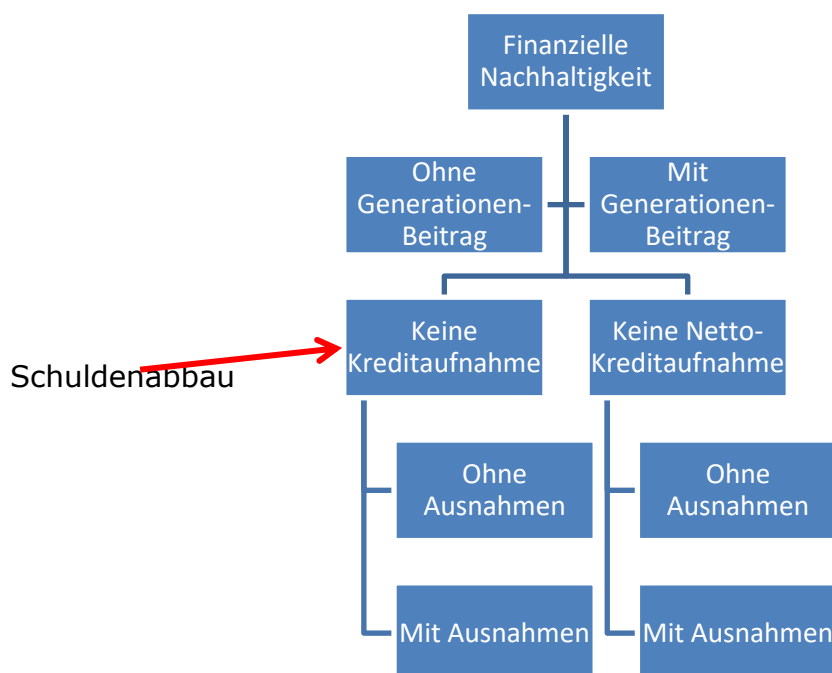 Finanzielle
Nachhaltigkeit
Ohne
Generationen-
Beitrag
Mit
Generationen-
Beitrag
Keine
Kreditaufnahme
Keine Netto-
Kreditaufnahme
Schuldenabbau
Ohne
Ausnahmen
Ohne
Ausnahmen
Mit Ausnahmen
Mit Ausnahmen